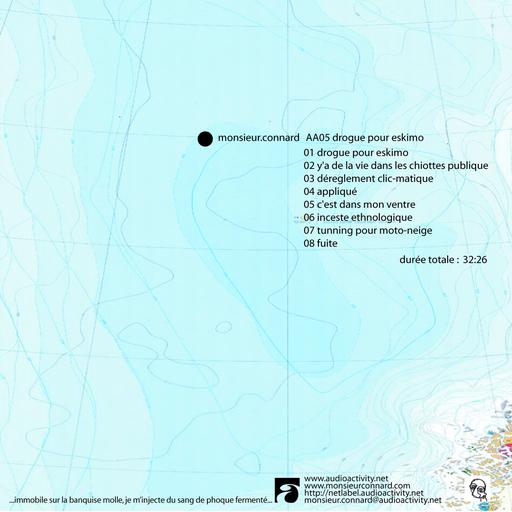 monsieur.connard AA05 drogue pour eskimo
01 drogue pour eskimo
02 y'a de la vie dans les chiottes publique
03 déreglement clic-matique
04 appliqué
05 c'est dans mon ventre
06 inceste ethnologique
07 tunning pour moto-neige
08 fuite
durée totale : 32:26
www.audioactivity.net
www.monsieurconnard.com
http://netlabel.audioactivity.net
monsieur.connard@audioactivity.net
...immobile sur la banquise molle, je m'injecte du sang de phoque fermenté...